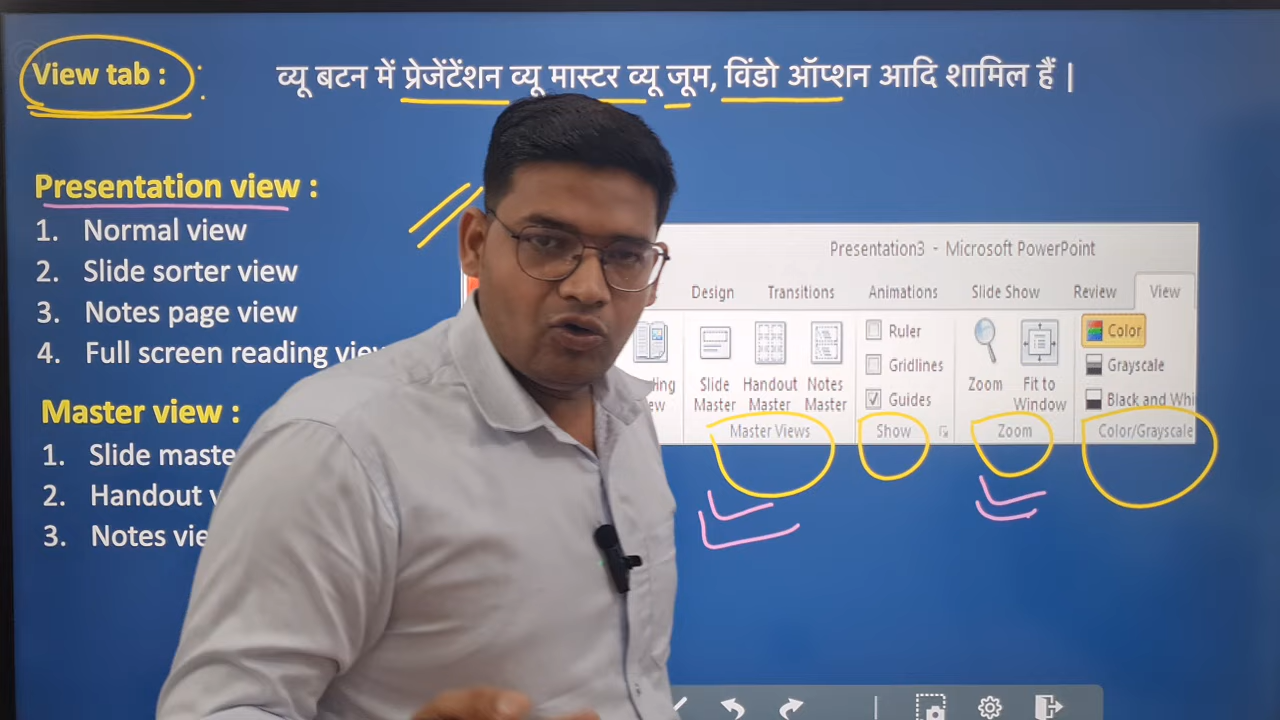 View tab :
व्यू बटन में प्रेजेंटेंशन व्यू मास्टर व्यू जूम, विंडो ऑप्शन आदि शामिल हैं |
Presentation view :
1. Normal view
2. Slide sorter view
3. Notes page view
4. Full screen reading view
Master view :
1. Slide
2. Handout
3. Notes
Presentation3 - Microsoft PowerPoint
Design Transitions Animations Slide Show Review View
Slide Master
Handout Master
Notes Master
Master Views
Ruler
Gridlines
Guides
Show
Zoom
Fit to Window
Zoom
Color
Grayscale
Black and
Color/Grayscale